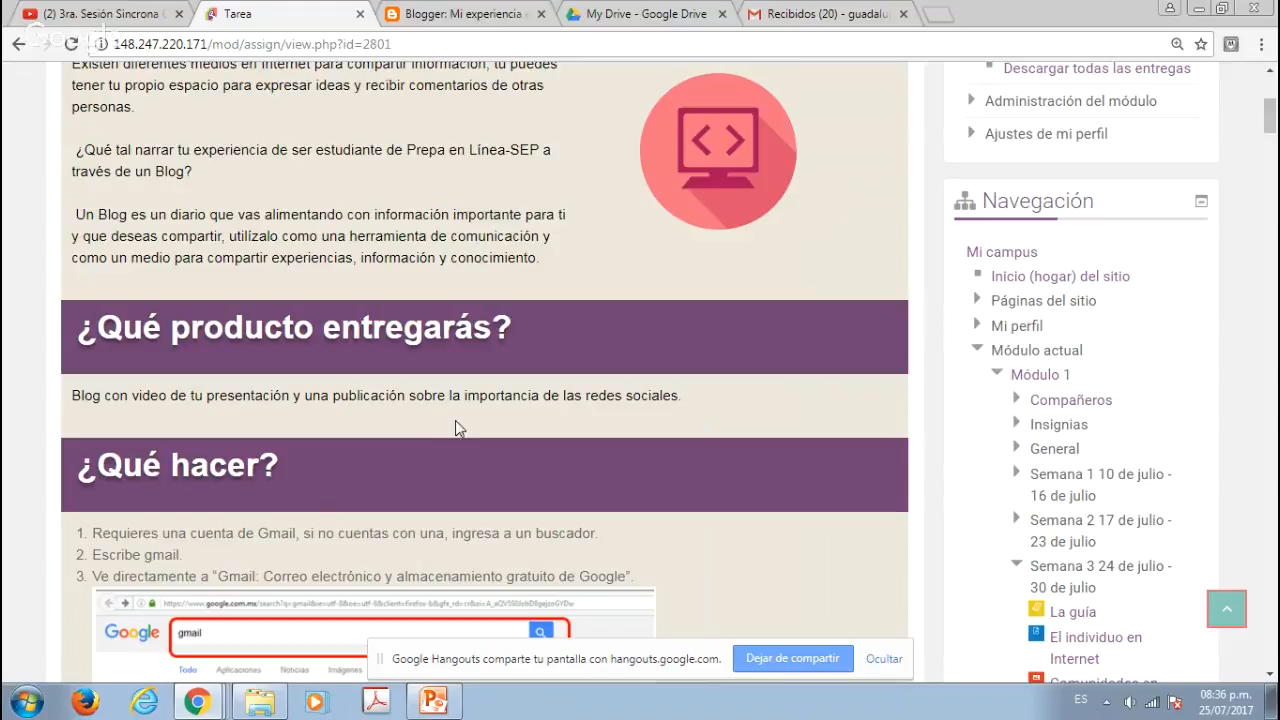 (2) 3ra. Sesión Sincrona
Tarea
Blogger: Mi experiencia e
My Drive - Google Drive
Recibidos (20) - guadalu
148.247.220.171/mod/assign/view.php?id=2801
Existen diferentes medios en Internet para compartir información, tú puedes
tener tu propio espacio para expresar ideas y recibir comentarios de otras
personas.
¿Qué tal narrar tu experiencia de ser estudiante de Prepa en Línea-SEP a
través de un Blog?
Un Blog es un diario que vas alimentando con información importante para ti
y que deseas compartir, utilízalo como una herramienta de comunicación y
como un medio para compartir experiencias, información y conocimiento.
¿Qué producto entregarás?
Blog con video de tu presentación y una publicación sobre la importancia de las redes sociales.
¿Qué hacer?
1. Requieres una cuenta de Gmail, si no cuentas con una, ingresa a un buscador.
2. Escribe gmail.
3. Ve directamente a “Gmail: Correo electrónico y almacenamiento gratuito de Google”.
Google
gmail
Todo Aplicaciones Noticias Imágenes
Google Hangouts comparte tu pantalla con hangouts.google.com.
Dejar de compartir
Ocultar
Descargar todas las entregas
Administración del módulo
Ajustes de mi perfil
Navegación
Mi campus
Inicio (hogar) del sitio
Páginas del sitio
Mi perfil
Módulo actual
Módulo 1
Compañeros
Insignias
General
Semana 1 10 de julio -
16 de julio
Semana 2 17 de julio -
23 de julio
Semana 3 24 de julio -
30 de julio
La guía
El individuo en
Internet
Comunidades en
ES
08:36 p.m.
25/07/2017